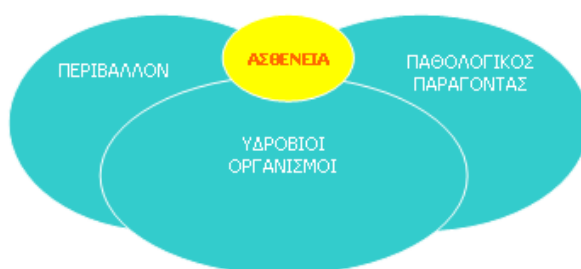 ΠΕΡΙΒΑΛΛΟΝ
ΑΣΘΕΝΕΙΑ
ΠΑΘΟΛΟΓΙΚΟΣ
ΠΑΡΑΓΟΝΤΑΣ
ΥΔΡΟΒΙΟΙ
ΟΡΓΑΝΙΣΜΟΙ